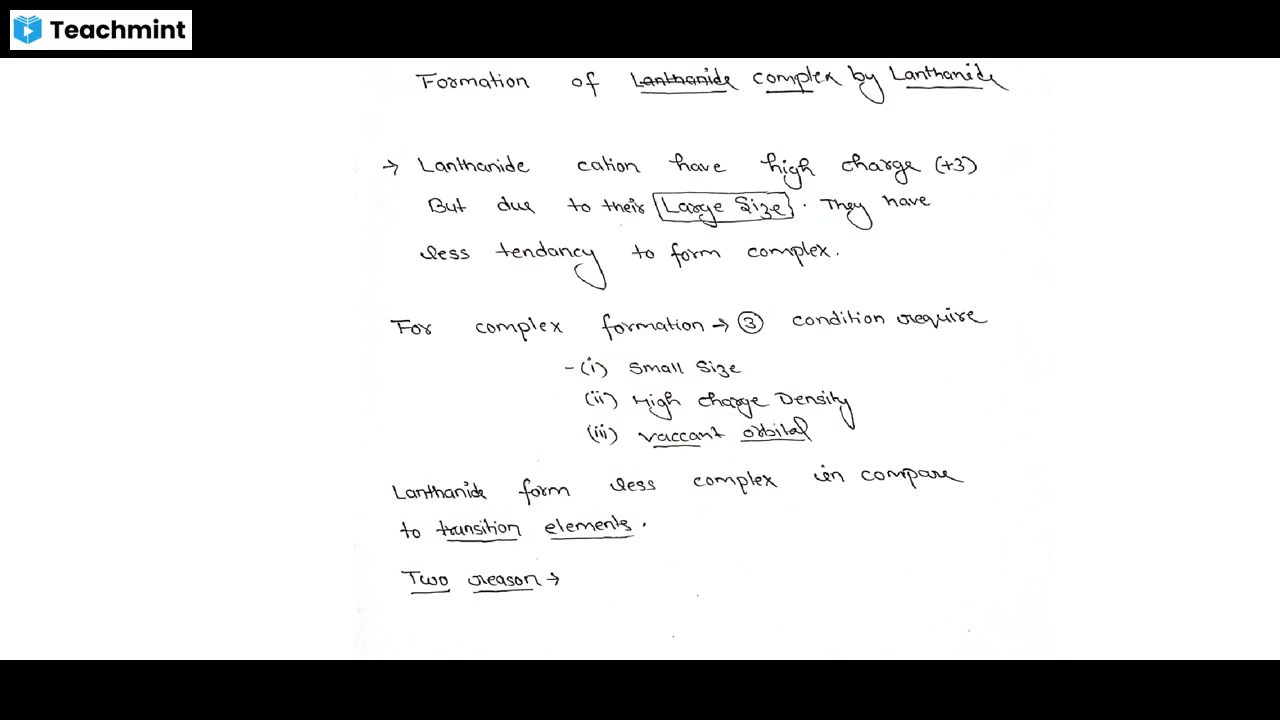 Teachmint
Formation of Lanthanide complex by Lanthanide
→ Lanthanide cation have high charge (+3)
But due to their Large Size. They have
less tendancy to form complex.
For complex formation → 3 condition require
-(i) Small Size
(ii) High charge Density
(iii) vaccant orbital
Lanthanide form less complex in compare
to transition elements.
Two reason →